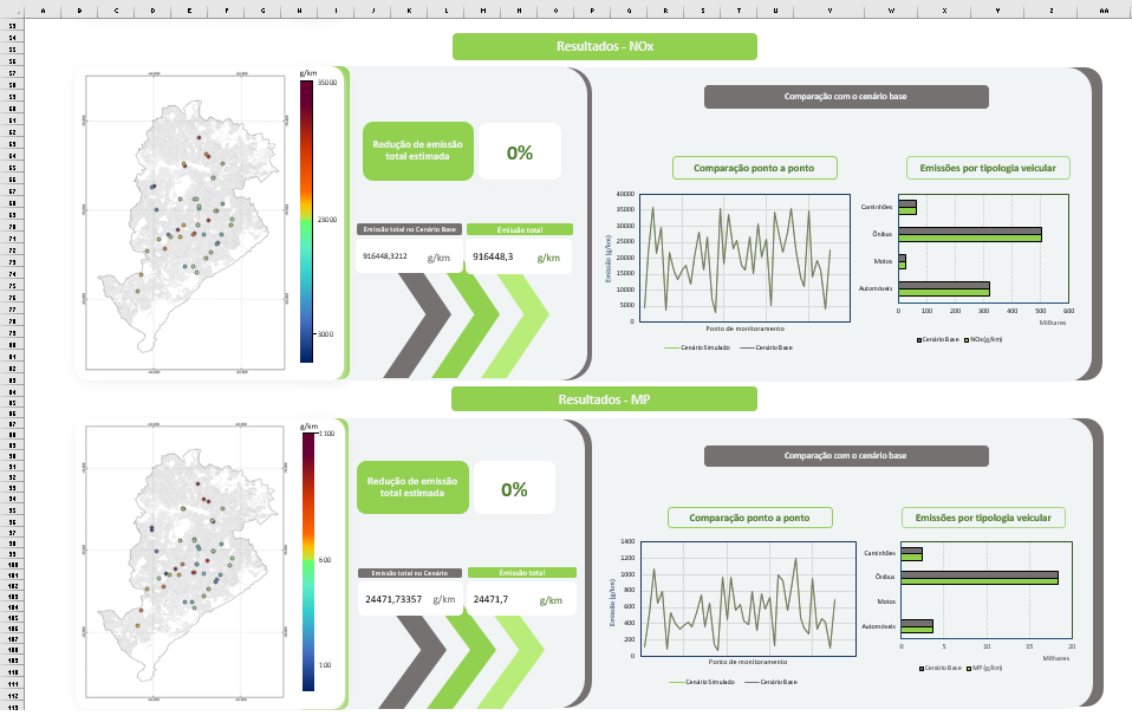 A B C D E F G H I J K L M N O P Q R S T U V W X Y Z AA
Resultados - NOx
g/km
35000
23000
3000
Redução de emissão
total estimada
0%
Emissão total no Cenário Base
Emissão total
916448,3212 g/km
916448,3 g/km
Comparação com o cenário base
Comparação ponto a ponto
40000
35000
30000
25000
20000
15000
10000
5000
0
Emissão (g/km)
Ponto de monitoramento
Cenário Simulado Cenário Base
Emissões por tipologia veicular
Caminhões
Ônibus
Motos
Automóveis
0 100 200 300 400 500 600
Milhares
Cenário Base NOx(g/km)
Resultados - MP
g/km
1100
600
100
Redução de emissão
total estimada
0%
Emissão total no Cenário
Emissão total
24471,73357 g/km
24471,7 g/km
Comparação com o cenário base
Comparação ponto a ponto
1400
1200
1000
800
600
400
200
0
Emissão (g/km)
Ponto de monitoramento
Cenário Simulado Cenário Base
Emissões por tipologia veicular
Caminhões
Ônibus
Motos
Automóveis
0 5 10 15 20
Milhares
Cenário Base MP (g/km)